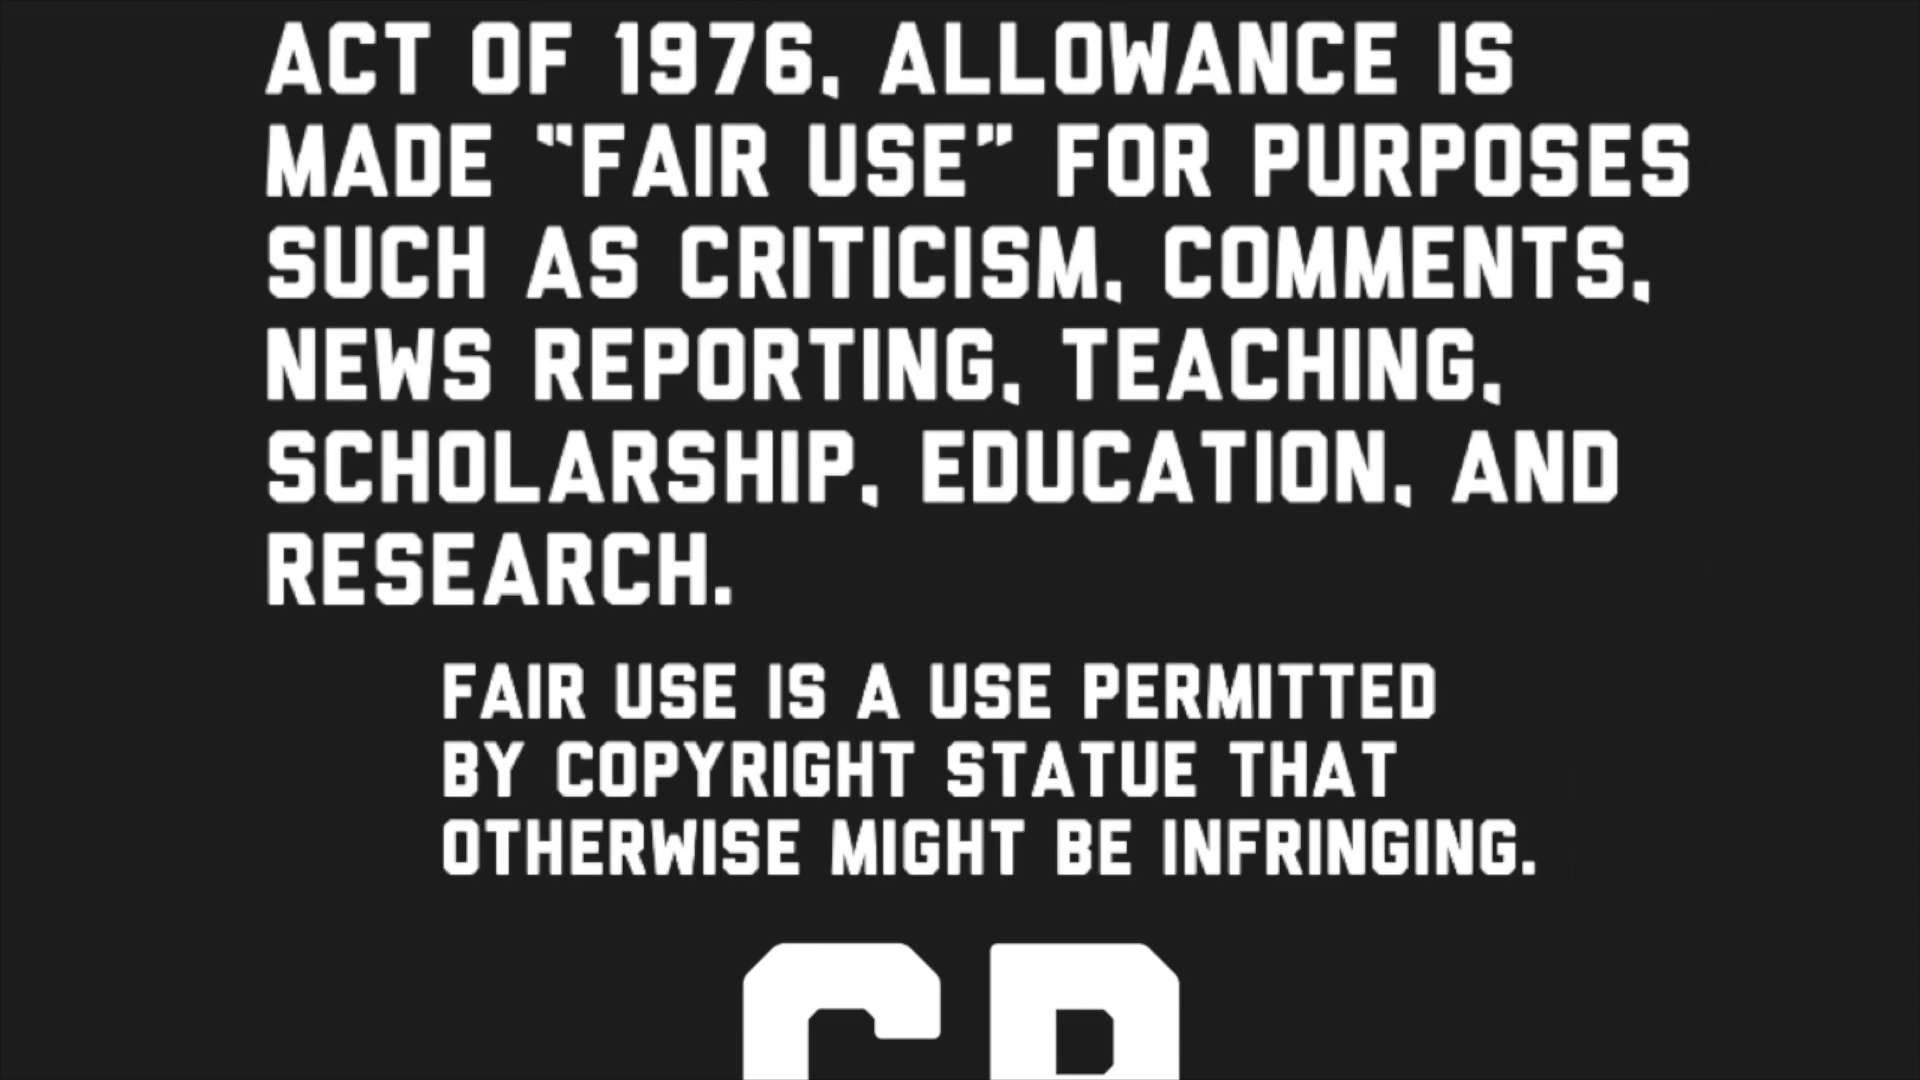 ACT OF 1976, ALLOWANCE IS
MADE "FAIR USE" FOR PURPOSES
SUCH AS CRITICISM, COMMENTS,
NEWS REPORTING, TEACHING,
SCHOLARSHIP, EDUCATION, AND
RESEARCH.
FAIR USE IS A USE PERMITTED
BY COPYRIGHT STATUE THAT
OTHERWISE MIGHT BE INFRINGING.